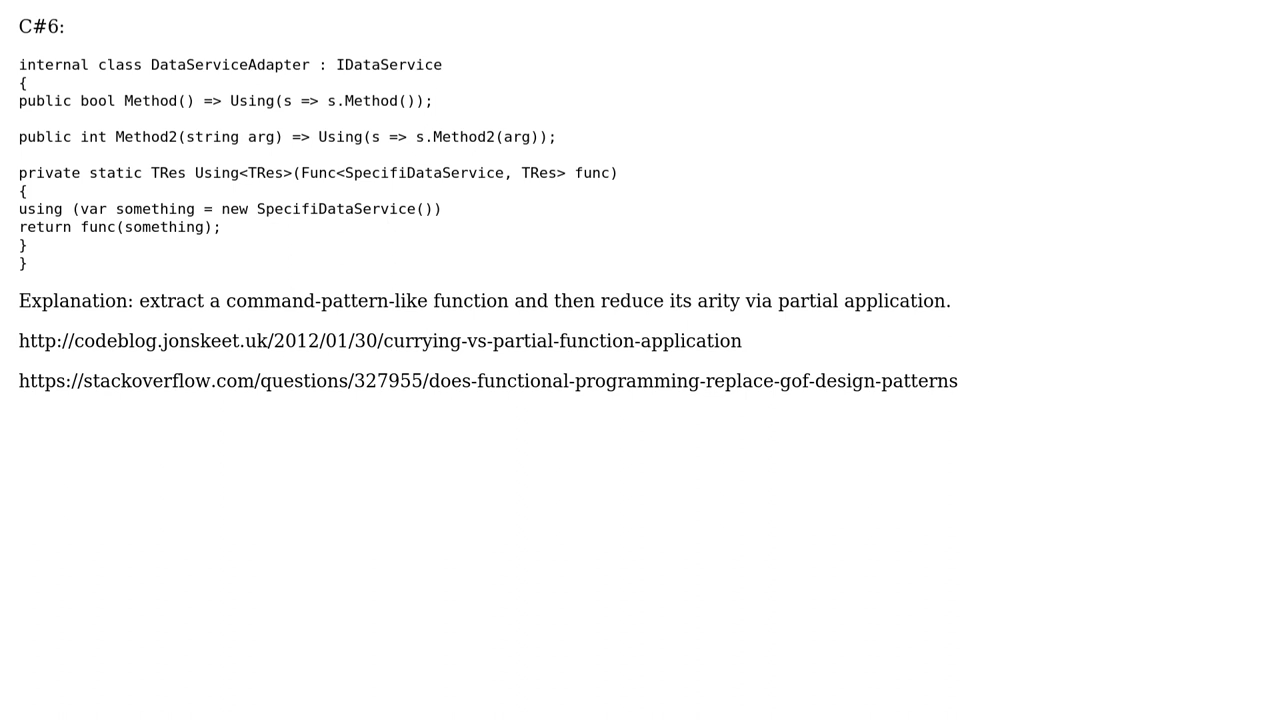 C#6:
internal class DataServiceAdapter : IDataService
{
public bool Method() => Using(s => s.Method());
public int Method2(string arg) => Using(s => s.Method2(arg));
private static TRes Using<TRes>(Func<SpecifiDataService, TRes> func)
{
using (var something = new SpecifiDataService())
return func(something);
}
}
Explanation: extract a command-pattern-like function and then reduce its arity via partial application.
http://codeblog.jonskeet.uk/2012/01/30/currying-vs-partial-function-application
https://stackoverflow.com/questions/327955/does-functional-programming-replace-gof-design-patterns